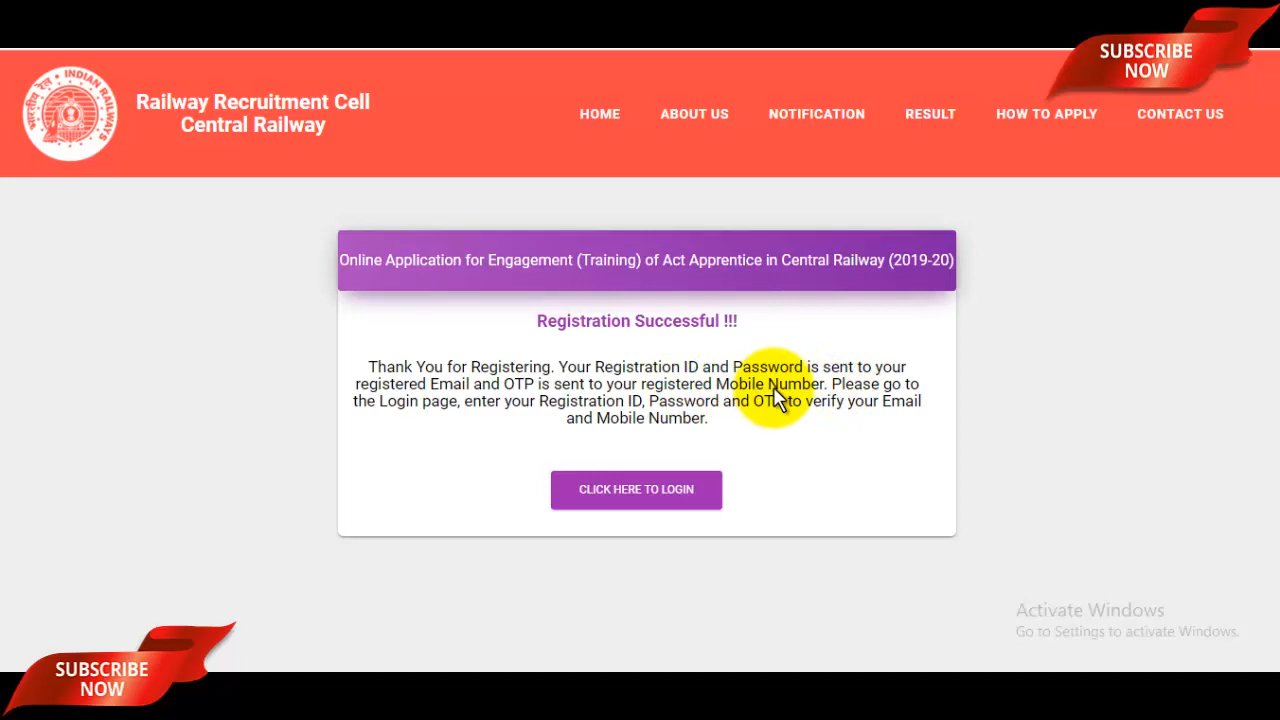 SUBSCRIBE
NOW
भारतीय रेल
INDIAN RAILWAYS
Railway Recruitment Cell
Central Railway
HOME
ABOUT US
NOTIFICATION
RESULT
HOW TO APPLY
CONTACT US
Online Application for Engagement (Training) of Act Apprentice in Central Railway (2019-20)
Registration Successful !!!
Thank You for Registering. Your Registration ID and Password is sent to your
registered Email and OTP is sent to your registered Mobile Number. Please go to
the Login page, enter your Registration ID, Password and OTP to verify your Email
and Mobile Number.
CLICK HERE TO LOGIN
Activate Windows
Go to Settings to activate Windows.
SUBSCRIBE
NOW